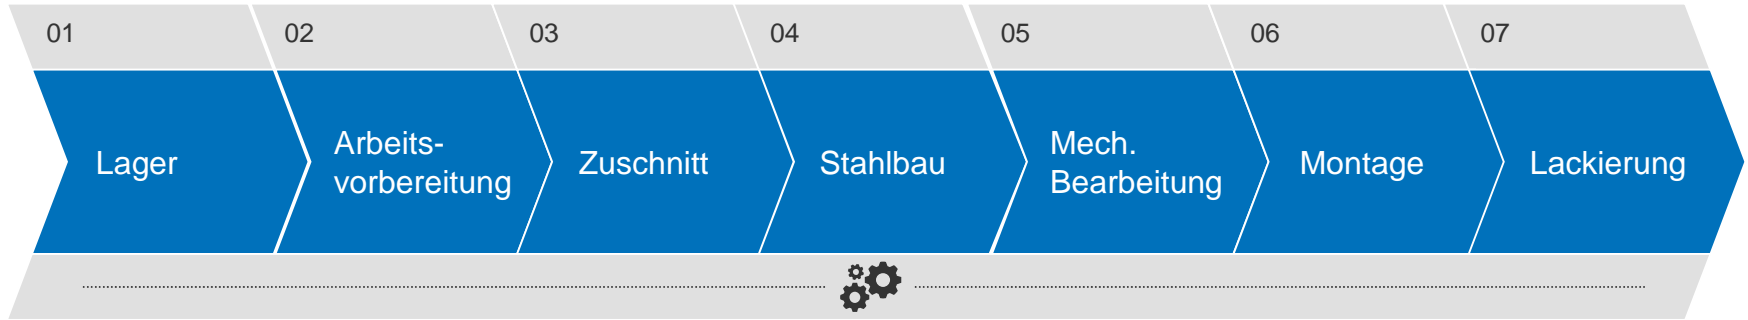 01
02
03
04
05
06
07
Lager
Arbeits-
vorbereitung
Zuschnitt
Stahlbau
Mech.
Bearbeitung
Montage
Lackierung